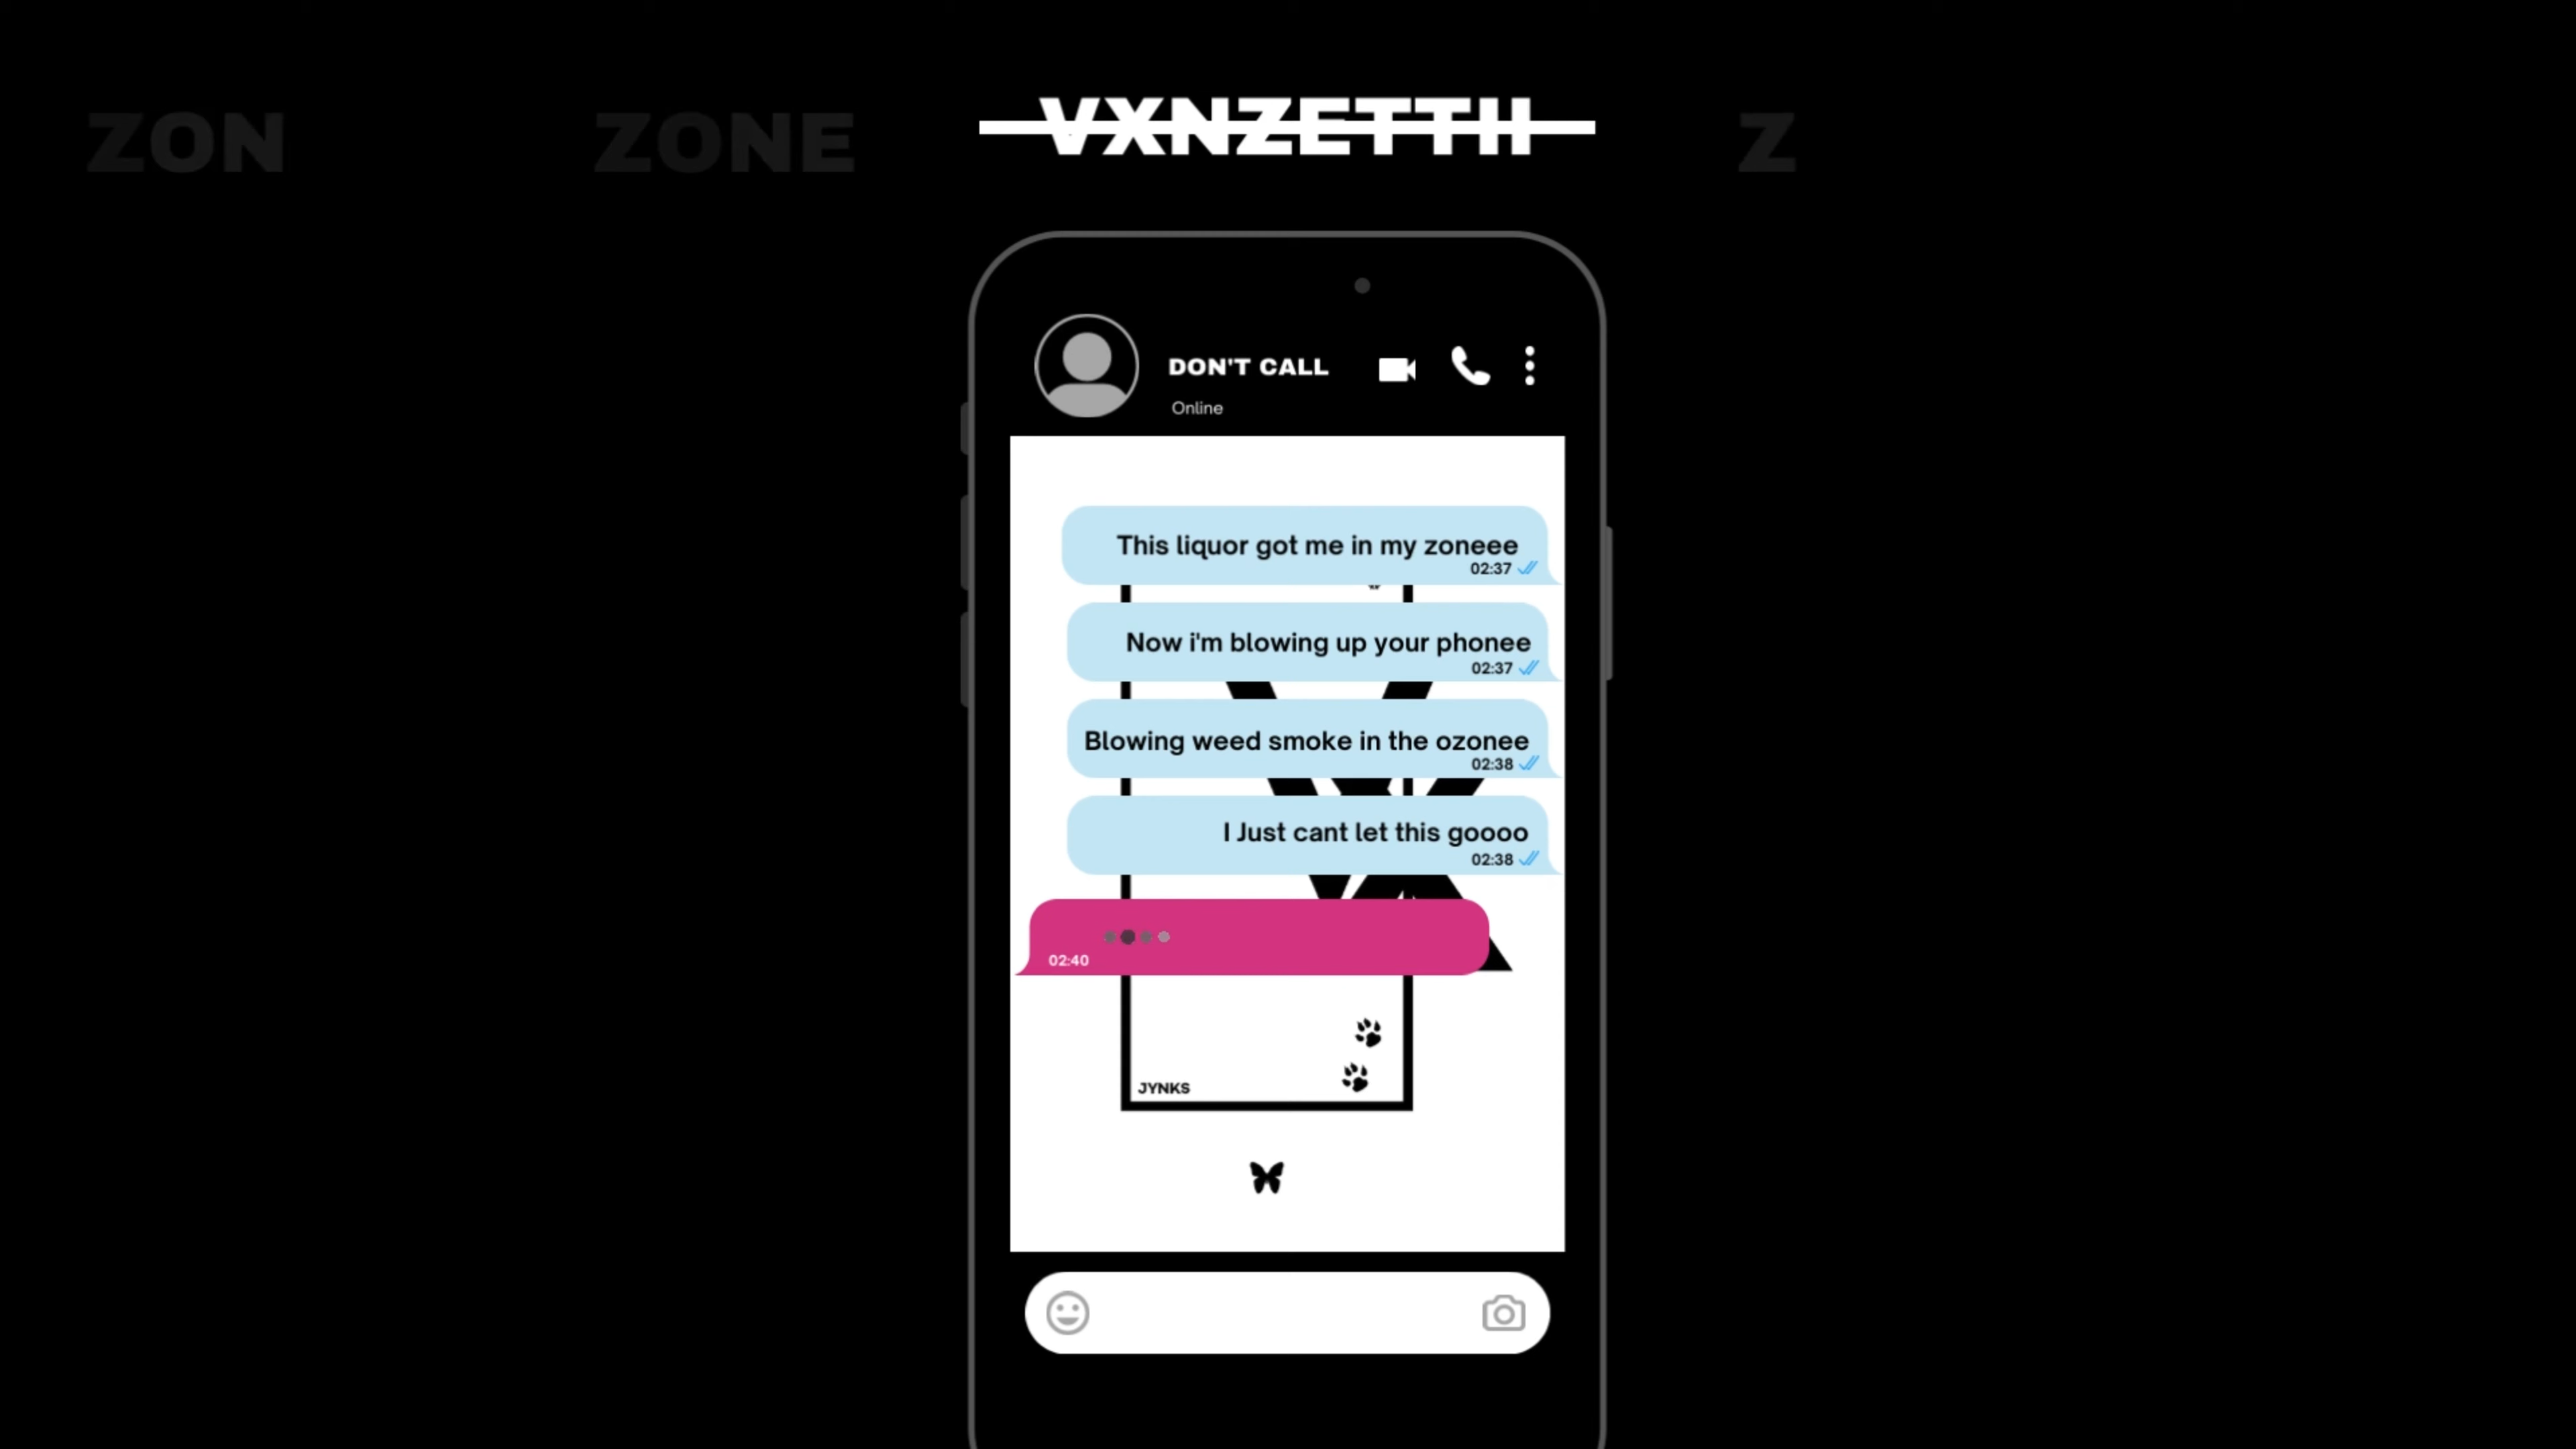 VXNZETTH
ZON ZONE Z
DON'T CALL
Online
This liquor got me in my zoneee
02:37
Now i'm blowing up your phonee
02:37
Blowing weed smoke in the ozonee
02:38
I Just cant let this goooo
02:38
02:40
JYNKS